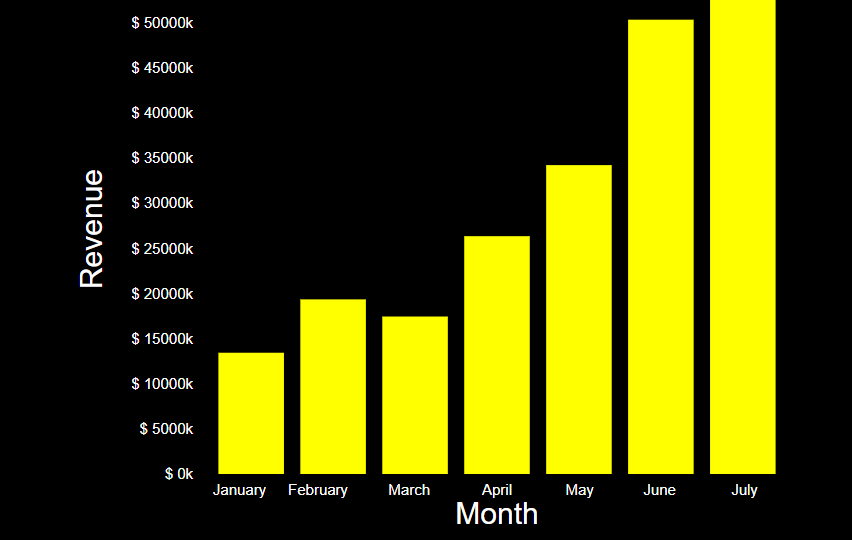 $ 50000k
$ 45000k
$ 40000k
$ 35000k
$ 30000k
$ 25000k
$ 20000k
$ 15000k
$ 10000k
$ 5000k
$ 0k
Revenue
January February March April May June July
Month